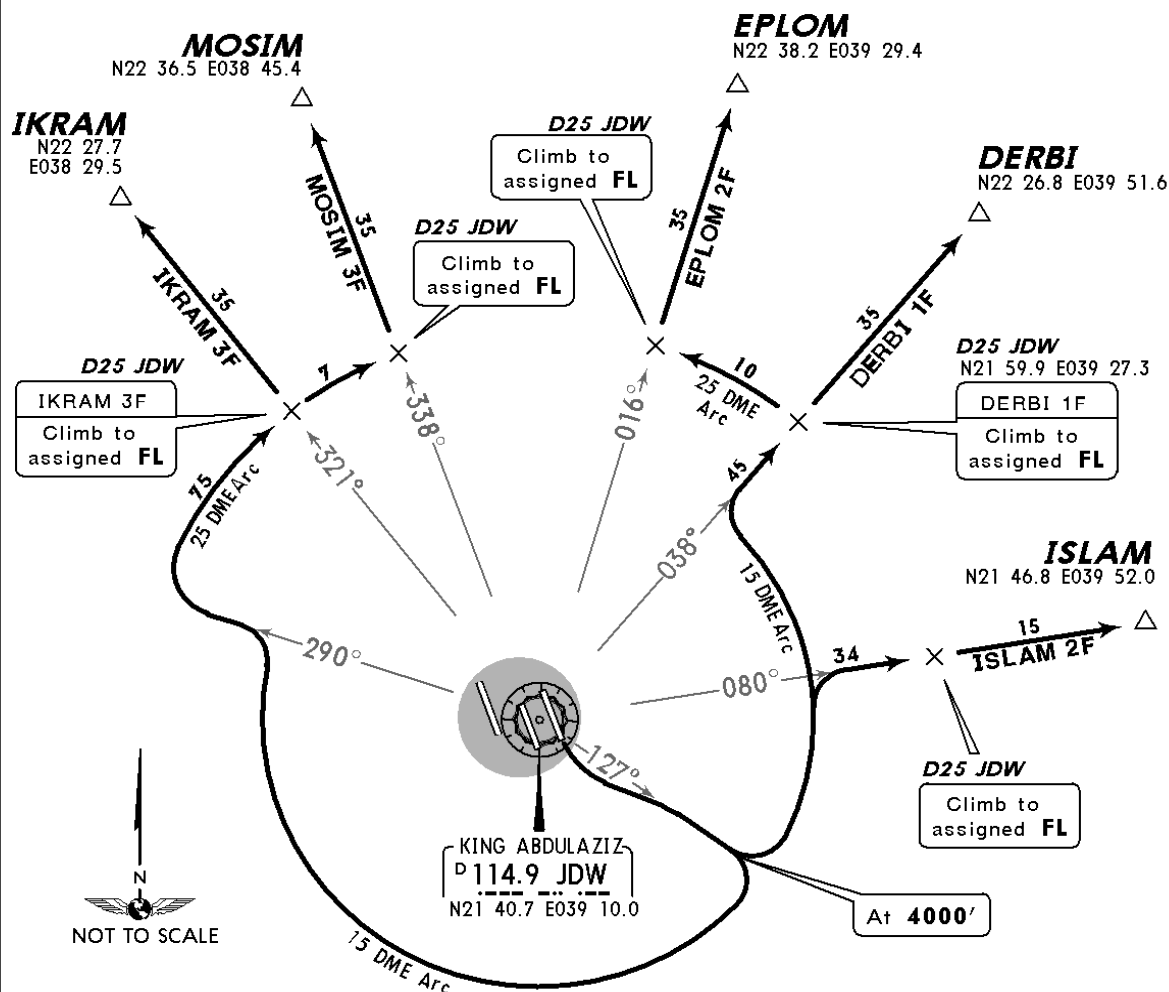 MOSIM
N22 36.5 E038 45.4
EPLOM
N22 38.2 E039 29.4
IKRAM
N22 27.7
E038 29.5
DERBI
N22 26.8 E039 51.6
D25 JDW
Climb to
assigned FL
35
MOSIM 3F
35
EPLOM 2F
D25 JDW
Climb to
assigned FL
35
IKRAM 3F
35
DERBI 1F
D25 JDW
IKRAM 3F
Climb to
assigned FL
7
10
25 DME
Arc
D25 JDW
N21 59.9 E039 27.3
DERBI 1F
Climb to
assigned FL
338°
016°
321°
75
25 DME Arc
45
038°
15 DME Arc
ISLAM
N21 46.8 E039 52.0
15
ISLAM 2F
34
080°
290°
127°
D25 JDW
Climb to
assigned FL
KING ABDULAZIZ
D 114.9 JDW
N21 40.7 E039 10.0
At 4000'
N
NOT TO SCALE
15 DME Arc